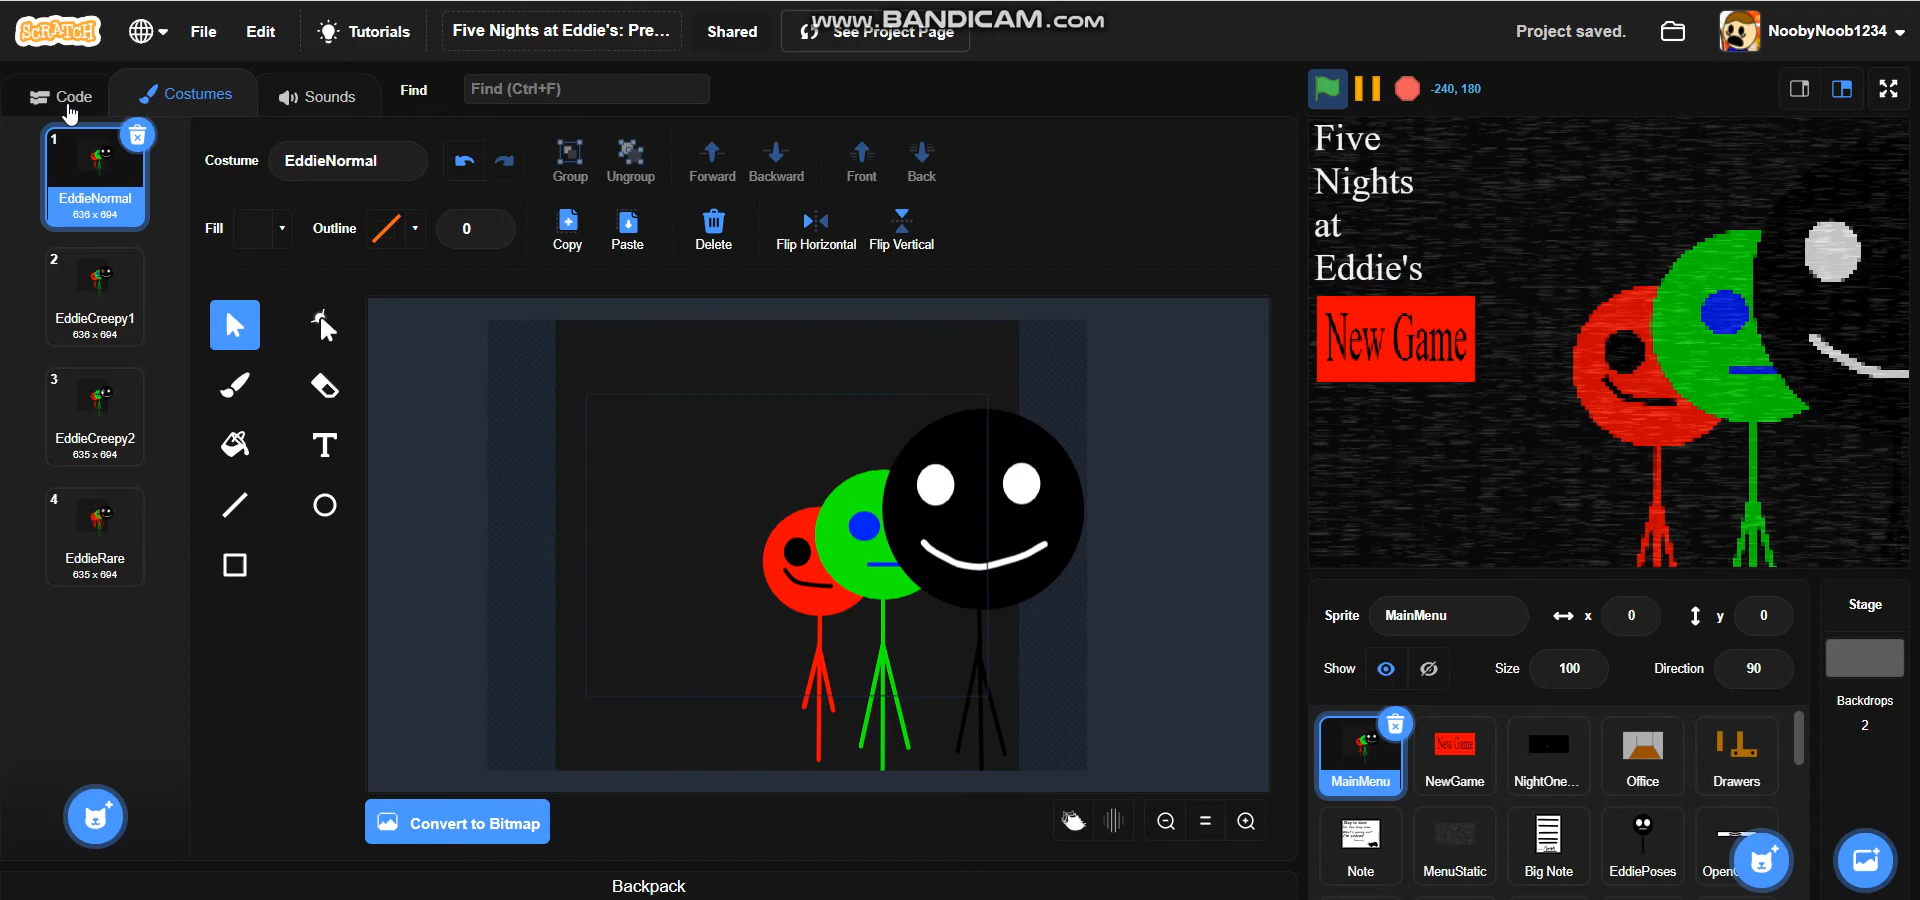 SCRATCH
File
Edit
Tutorials
Five Nights at Eddie's: Pre...
Shared
See Project Page
www.BANDICAM.com
Project saved.
NoobyNoob1234
Code
Costumes
Sounds
Find
Find (Ctrl+F)
-240, 180
1
EddieNormal
636 x 694
2
EddieCreepy1
636 x 694
3
EddieCreepy2
635 x 694
4
EddieRare
635 x 694
Costume
EddieNormal
Group
Ungroup
Forward
Backward
Front
Back
Fill
Outline
0
Copy
Paste
Delete
Flip Horizontal
Flip Vertical
T
Convert to Bitmap
Backpack
Five
Nights
at
Eddie's
New Game
Sprite
MainMenu
x
0
y
0
Show
Size
100
Direction
90
Stage
Backdrops
2
MainMenu
New Game
NewGame
NightOne...
Office
Drawers
Note
MenuStatic
Big Note
EddiePoses